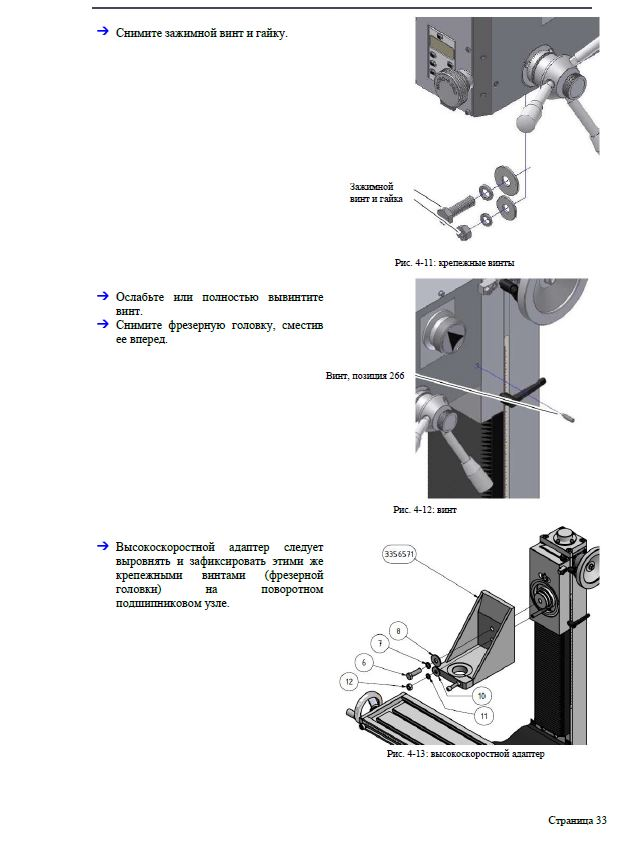 Снимите зажимной винт и гайку.
Зажимной
винт и гайка
Рис. 4-11: крепежные винты
Ослабьте или полностью вывинтите
винт.
Снимите фрезерную головку, сместив
ее вперед.
Винт, позиция 266
Рис. 4-12: винт
Высокоскоростной адаптер следует
выровнять и зафиксировать этими же
крепежными винтами (фрезерной
головки) на поворотном
подшипниковом узле.
3356571
8
7
6
12
10
11
Рис. 4-13: высокоскоростной адаптер
Страница 33